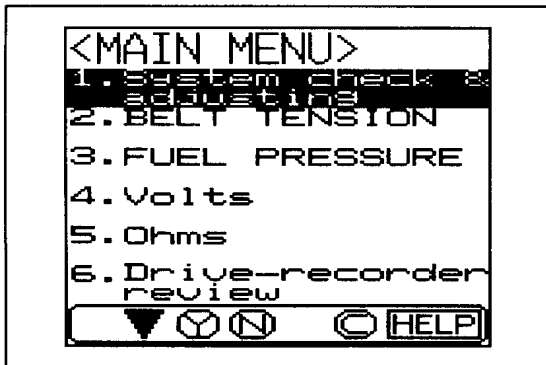 <MAIN MENU>
1.System check &
adjusting
2.BELT TENSION
3.FUEL PRESSURE
4.Volts
5.Ohms
6.Drive-recorder
review
▼ Y N C HELP